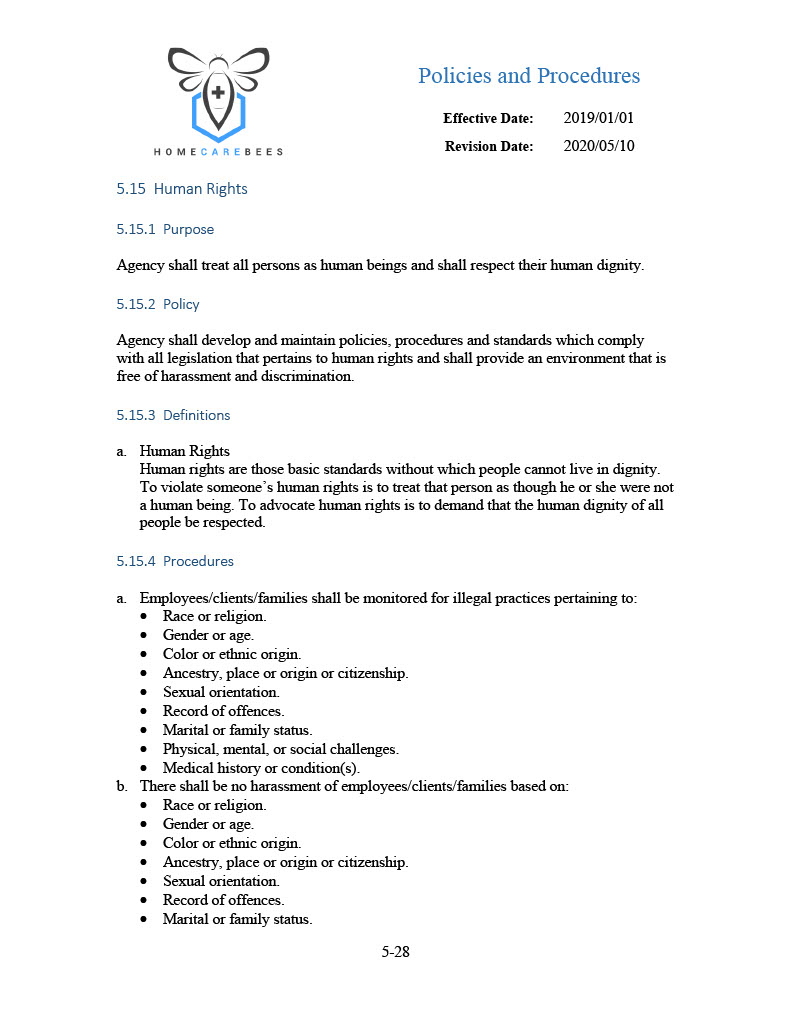 HOMECAREBEES
Policies and Procedures
Effective Date: 2019/01/01
Revision Date: 2020/05/10
5.15 Human Rights
5.15.1 Purpose
Agency shall treat all persons as human beings and shall respect their human dignity.
5.15.2 Policy
Agency shall develop and maintain policies, procedures and standards which comply
with all legislation that pertains to human rights and shall provide an environment that is
free of harassment and discrimination.
5.15.3 Definitions
a. Human Rights
Human rights are those basic standards without which people cannot live in dignity.
To violate someone’s human rights is to treat that person as though he or she were not
a human being. To advocate human rights is to demand that the human dignity of all
people be respected.
5.15.4 Procedures
a. Employees/clients/families shall be monitored for illegal practices pertaining to:
• Race or religion.
• Gender or age.
• Color or ethnic origin.
• Ancestry, place or origin or citizenship.
• Sexual orientation.
• Record of offences.
• Marital or family status.
• Physical, mental, or social challenges.
• Medical history or condition(s).
b. There shall be no harassment of employees/clients/families based on:
• Race or religion.
• Gender or age.
• Color or ethnic origin.
• Ancestry, place or origin or citizenship.
• Sexual orientation.
• Record of offences.
• Marital or family status.
5-28